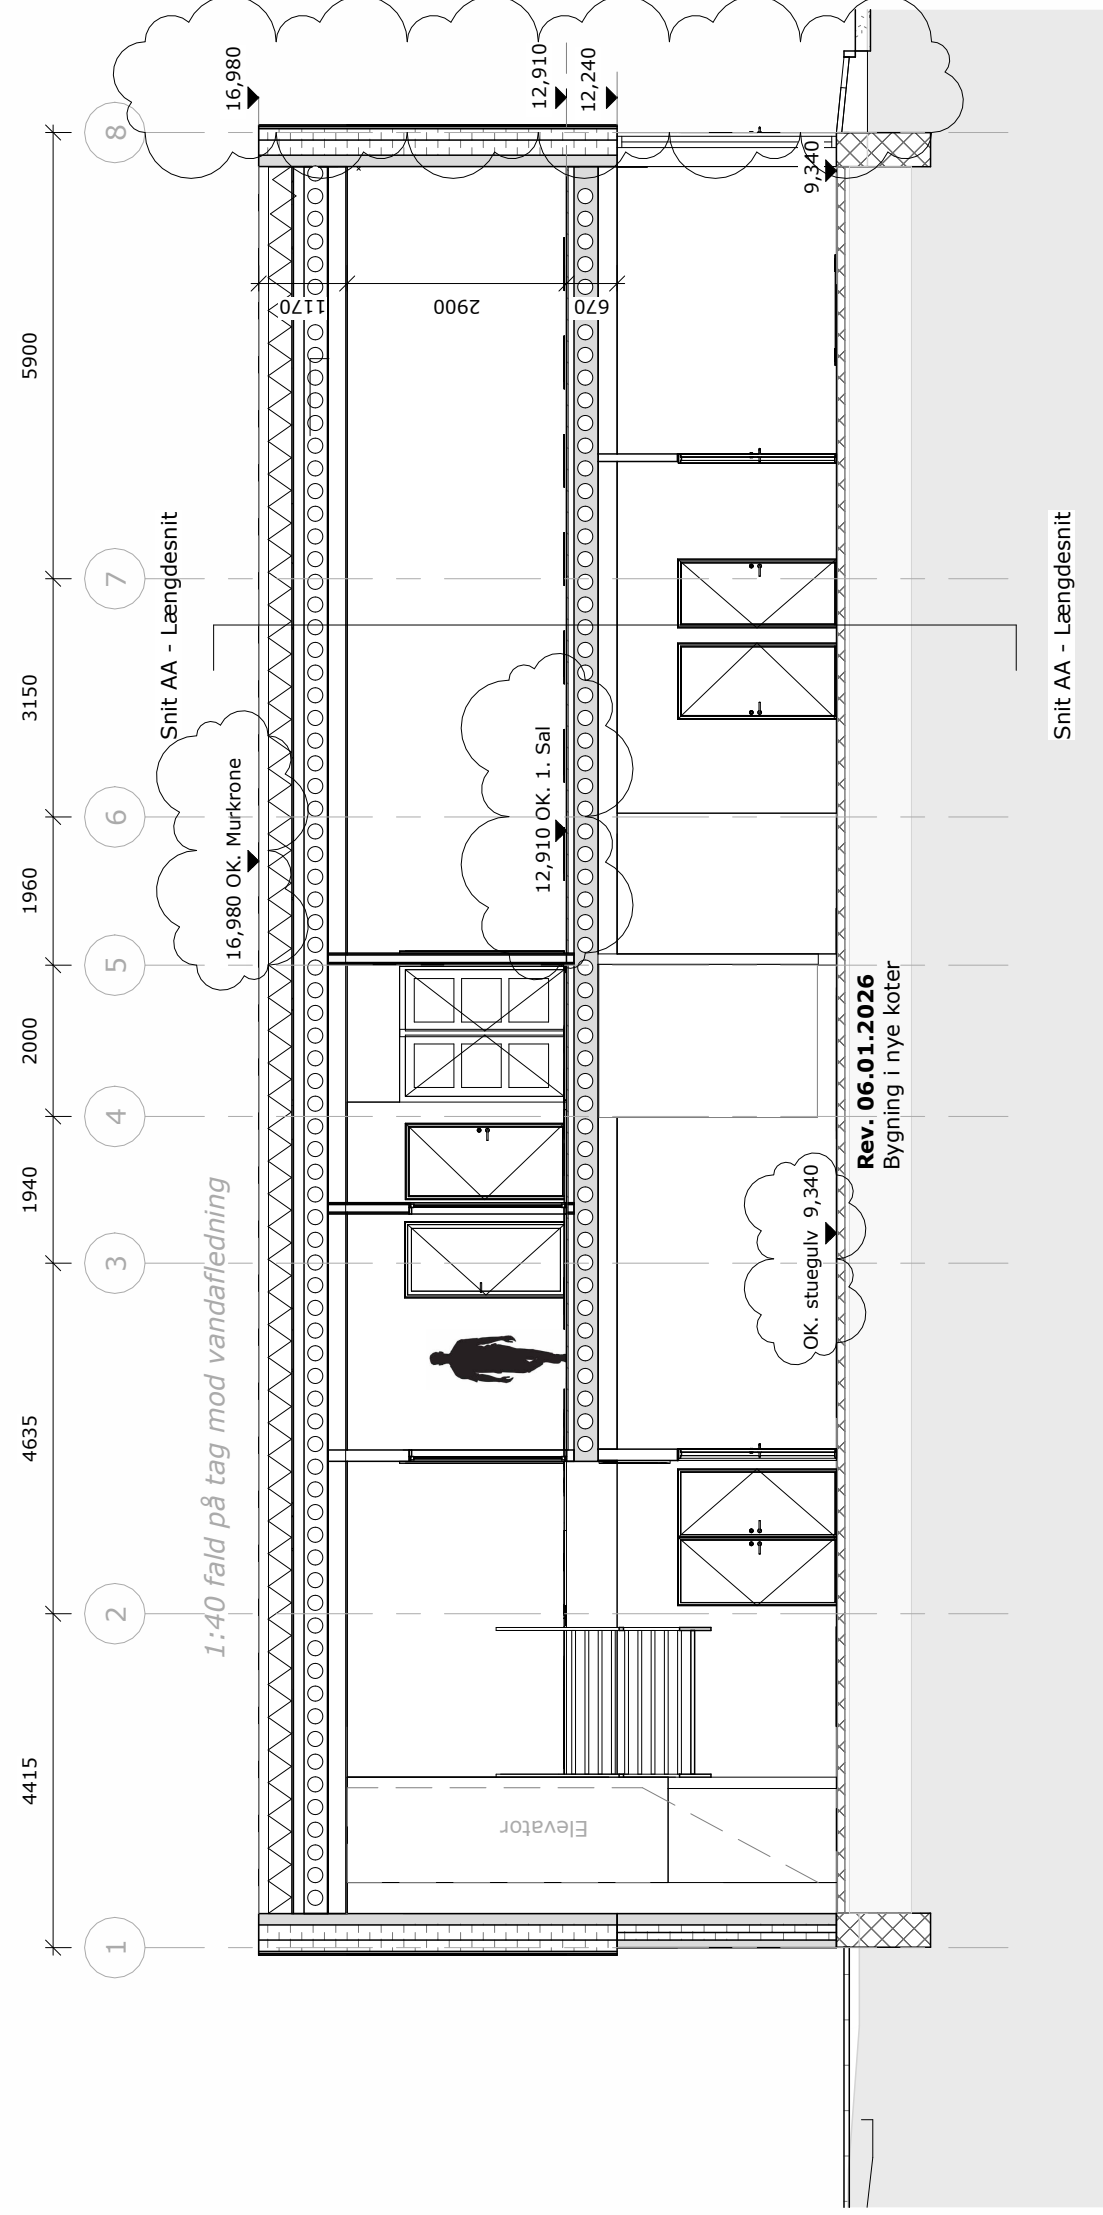 4415
4635
1940
2000
1960
3150
5900
1
2
3
4
5
6
7
8
1:40 fald på tag mod vandafledning
Snit AA - Længdesnit
16,980 OK. Murkrone
16,980
1170
2900
670
12,910 OK. 1. Sal
12,910
12,240
Elevator
OK. stuegulv 9,340
9,340
Rev. 06.01.2026
Bygning i nye koter
Snit AA - Længdesnit